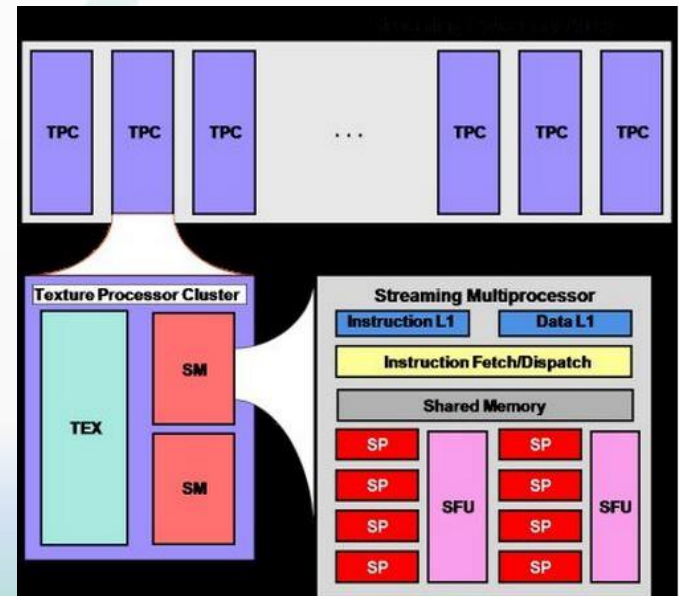 TPC TPC TPC ... TPC TPC TPC
Texture Processor Cluster
TEX
SM
SM
Streaming Multiprocessor
Instruction L1 Data L1
Instruction Fetch/Dispatch
Shared Memory
SP SP
SP SP
SFU SFU
SP SP
SP SP